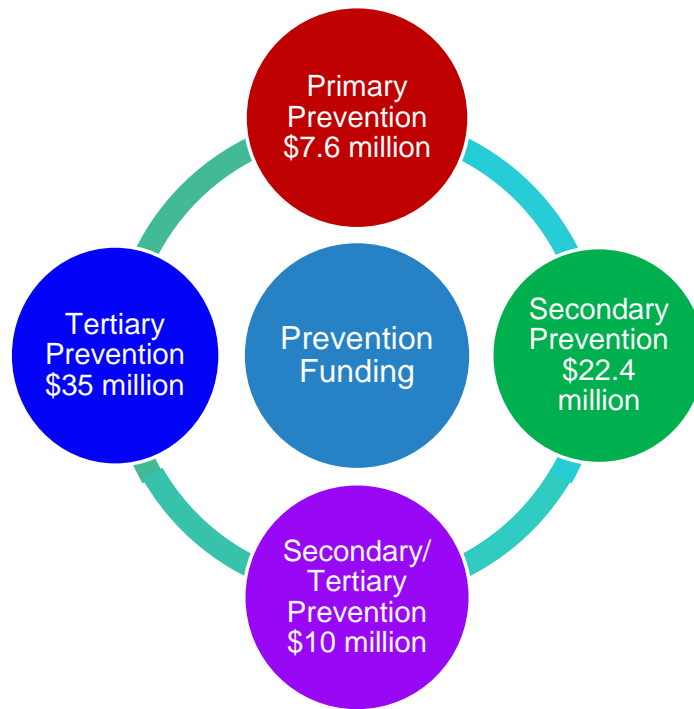 Primary
Prevention
$7.6 million
Tertiary
Prevention
$35 million
Prevention
Funding
Secondary
Prevention
$22.4
million
Secondary/
Tertiary
Prevention
$10 million